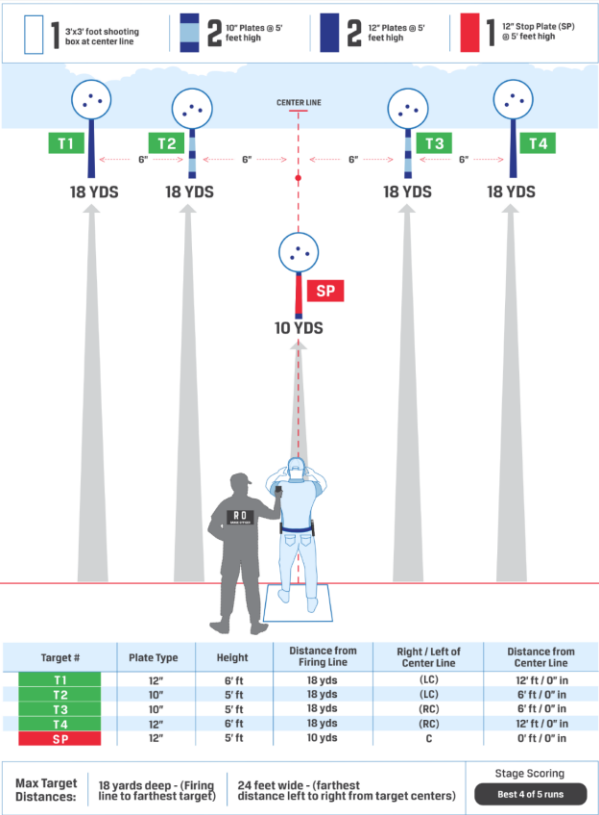 1 3'x3' foot shooting
box at center line
2 10" Plates @ 5'
feet high
2 12" Plates @ 5'
feet high
1 12" Stop Plate (SP)
@ 5' feet high
CENTER LINE
T1
T2
T3
T4
6"
6"
6"
6"
18 YDS
18 YDS
18 YDS
18 YDS
SP
10 YDS
R O
Target #
Plate Type
Height
Distance from
Firing Line
Right / Left of
Center Line
Distance from
Center Line
T1 12" 6' ft 18 yds (LC) 12' ft / 0" in
T2 10" 5' ft 18 yds (LC) 6' ft / 0" in
T3 10" 5' ft 18 yds (RC) 6' ft / 0" in
T4 12" 6' ft 18 yds (RC) 12' ft / 0" in
SP 12" 5' ft 10 yds C 0' ft / 0" in
Max Target
Distances:
18 yards deep - (Firing
line to farthest target)
24 feet wide - (farthest
distance left to right from target centers)
Stage Scoring
Best 4 of 5 runs